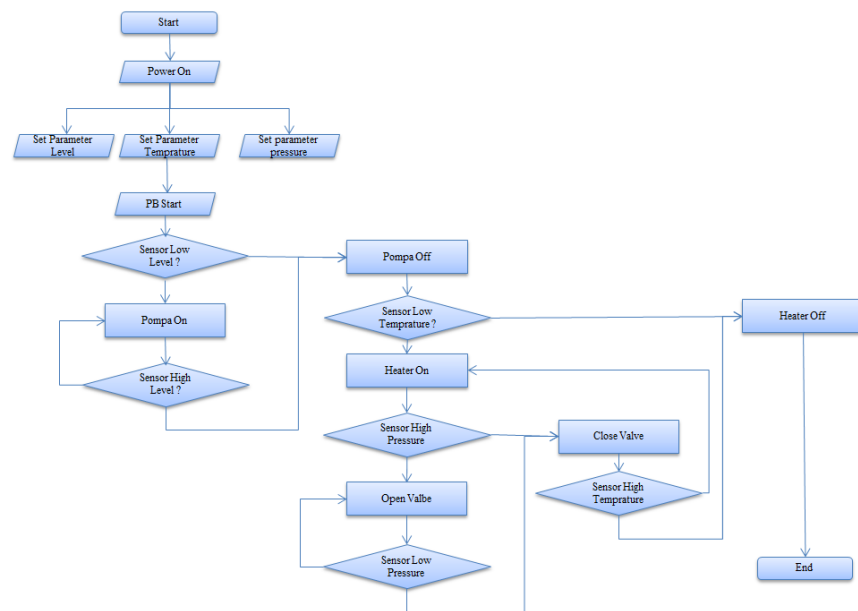 Start
Power On
Set Parameter
Level
Set Parameter
Temprature
Set parameter
pressure
PB Start
Sensor Low
Level ?
Pompa Off
Pompa On
Sensor Low
Temprature ?
Heater Off
Sensor High
Level ?
Heater On
Sensor High
Pressure
Close Valve
Sensor High
Temprature
Open Valbe
Sensor Low
Pressure
End